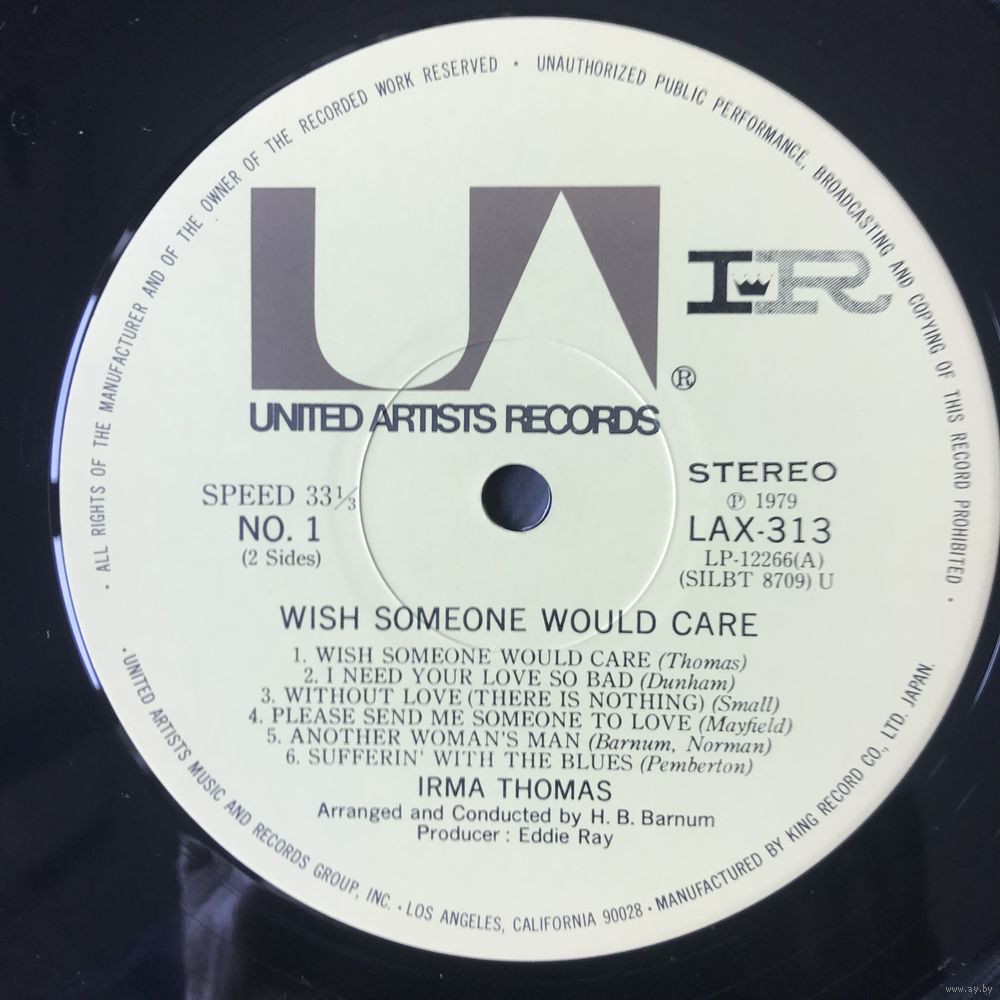 · ALL RIGHTS OF THE MANUFACTURER AND OF THE OWNER OF THE RECORDED WORK RESERVED · UNAUTHORIZED PUBLIC PERFORMANCE, BROADCASTING AND COPYING OF THIS RECORD PROHIBITED ·
UA
IR
®
UNITED ARTISTS RECORDS
SPEED 33⅓
NO. 1
(2 Sides)
STEREO
Ⓟ 1979
LAX-313
LP-12266(A)
(SILBT 8709) U
WISH SOMEONE WOULD CARE
1. WISH SOMEONE WOULD CARE (Thomas)
2. I NEED YOUR LOVE SO BAD (Dunham)
3. WITHOUT LOVE (THERE IS NOTHING) (Small)
4. PLEASE SEND ME SOMEONE TO LOVE (Mayfield)
5. ANOTHER WOMAN'S MAN (Barnum, Norman)
6. SUFFERIN' WITH THE BLUES (Pemberton)
IRMA THOMAS
Arranged and Conducted by H. B. Barnum
Producer : Eddie Ray
·UNITED ARTISTS MUSIC AND RECORDS GROUP, INC. · LOS ANGELES, CALIFORNIA 90028 · MANUFACTURED BY KING RECORD CO., LTD. JAPAN.
www.ay.by